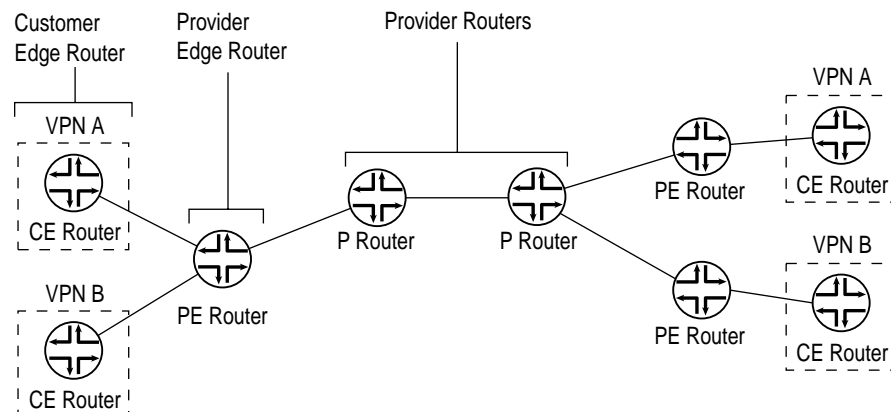 Customer
Edge Router
Provider
Edge Router
Provider Routers
VPN A
CE Router
VPN B
CE Router
PE Router
P Router
P Router
PE Router
PE Router
VPN A
CE Router
VPN B
CE Router